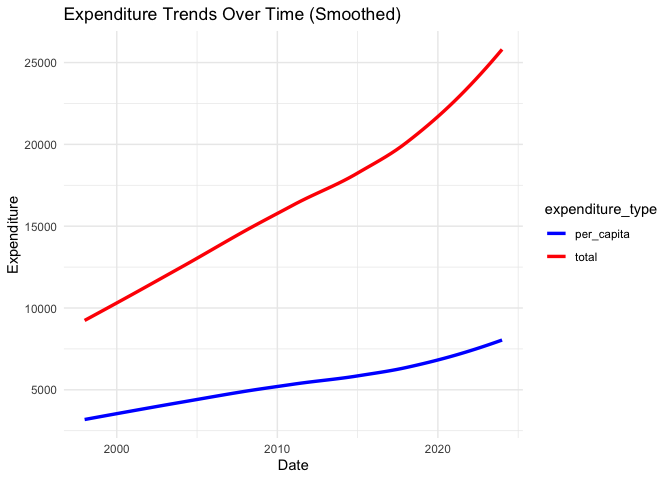 Expenditure Trends Over Time (Smoothed)
25000
20000
15000
10000
5000
Expenditure
2000
2010
2020
Date
expenditure_type
per_capita
total